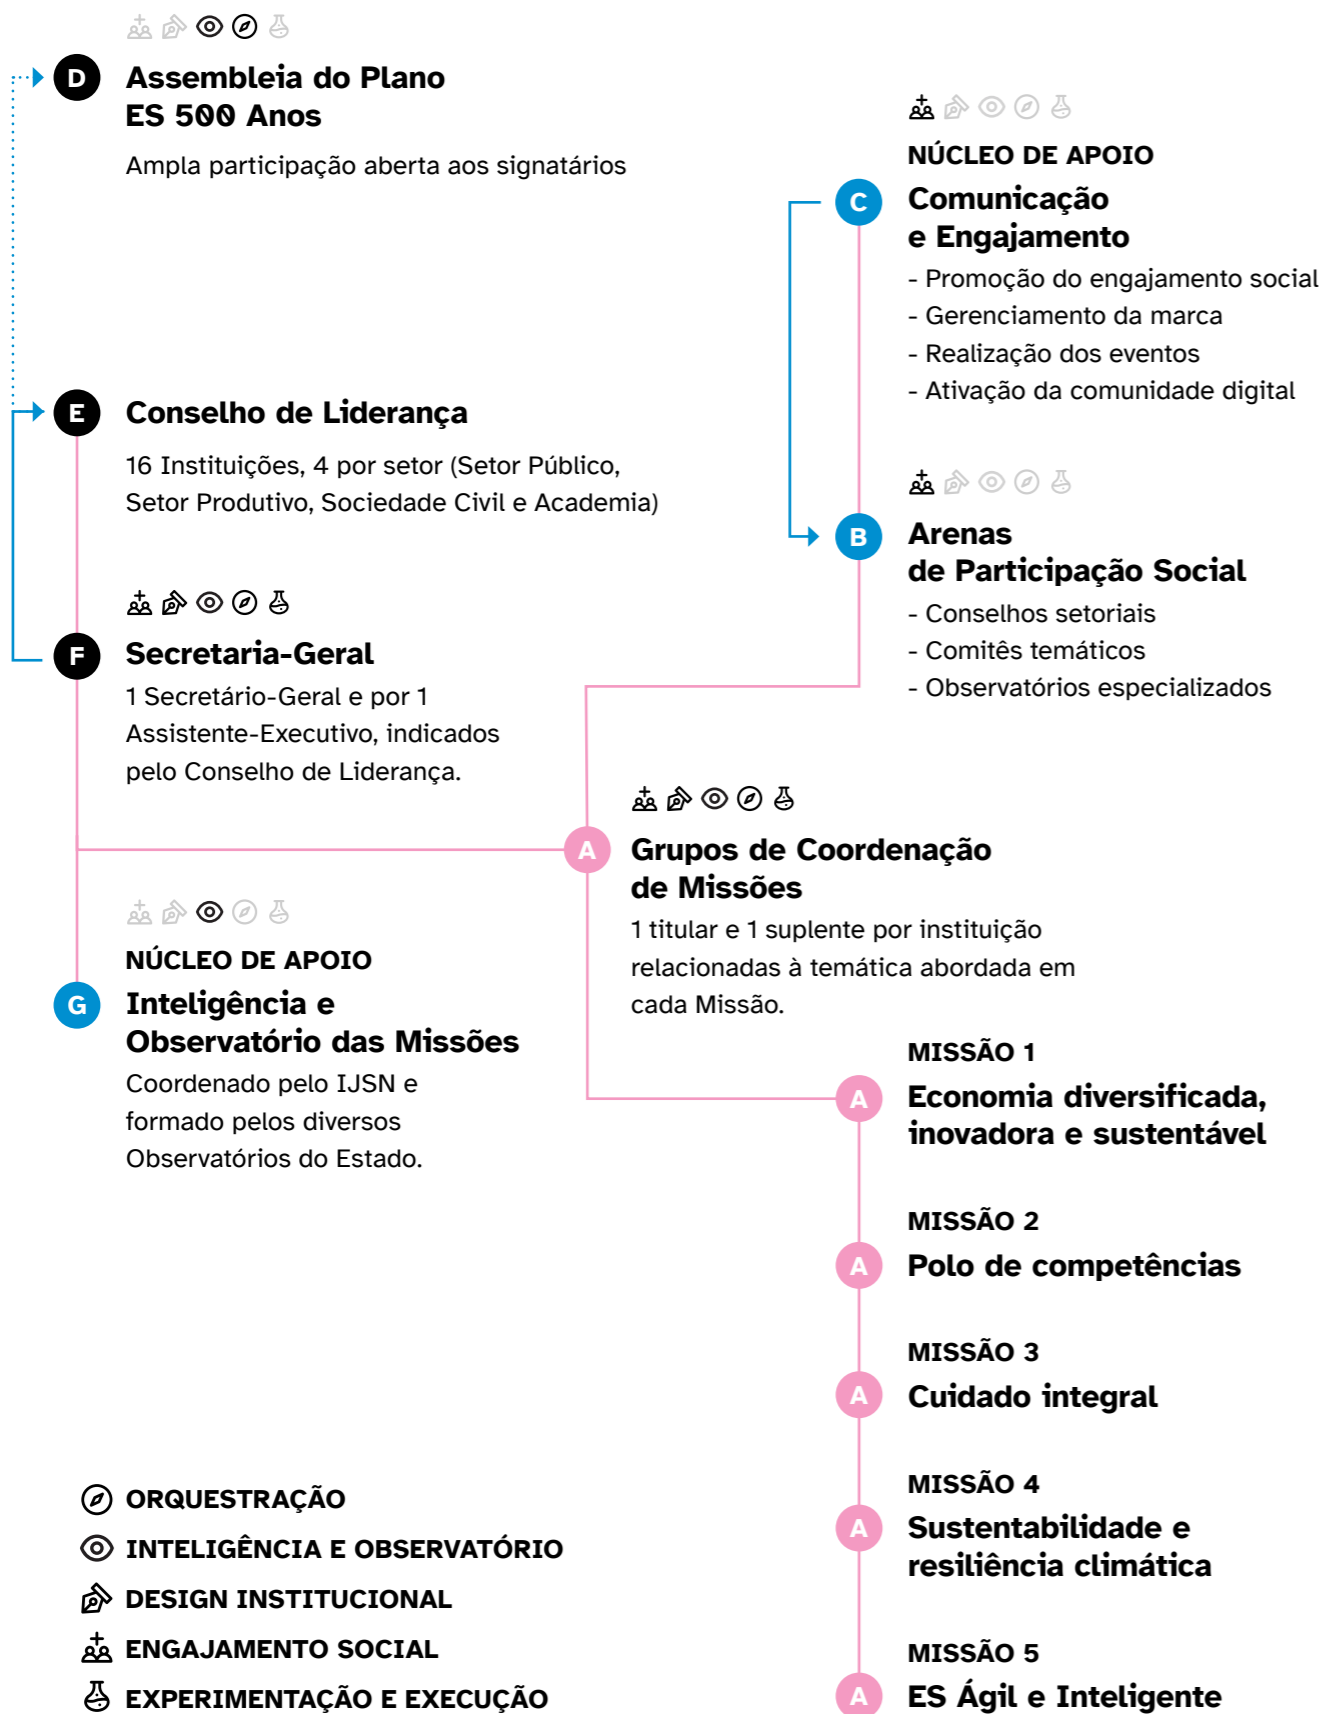 D
Assembleia do Plano
ES 500 Anos
Ampla participação aberta aos signatários
E
Conselho de Liderança
16 Instituições, 4 por setor (Setor Público,
Setor Produtivo, Sociedade Civil e Academia)
F
Secretaria-Geral
1 Secretário-Geral e por 1
Assistente-Executivo, indicados
pelo Conselho de Liderança.
NÚCLEO DE APOIO
G
Inteligência e
Observatório das Missões
Coordenado pelo IJSN e
formado pelos diversos
Observatórios do Estado.
NÚCLEO DE APOIO
C
Comunicação
e Engajamento
- Promoção do engajamento social
- Gerenciamento da marca
- Realização dos eventos
- Ativação da comunidade digital
B
Arenas
de Participação Social
- Conselhos setoriais
- Comitês temáticos
- Observatórios especializados
A
Grupos de Coordenação
de Missões
1 titular e 1 suplente por instituição
relacionadas à temática abordada em
cada Missão.
MISSÃO 1
A
Economia diversificada,
inovadora e sustentável
MISSÃO 2
A
Polo de competências
MISSÃO 3
A
Cuidado integral
MISSÃO 4
A
Sustentabilidade e
resiliência climática
MISSÃO 5
A
ES Ágil e Inteligente
ORQUESTRAÇÃO
INTELIGÊNCIA E OBSERVATÓRIO
DESIGN INSTITUCIONAL
ENGAJAMENTO SOCIAL
EXPERIMENTAÇÃO E EXECUÇÃO